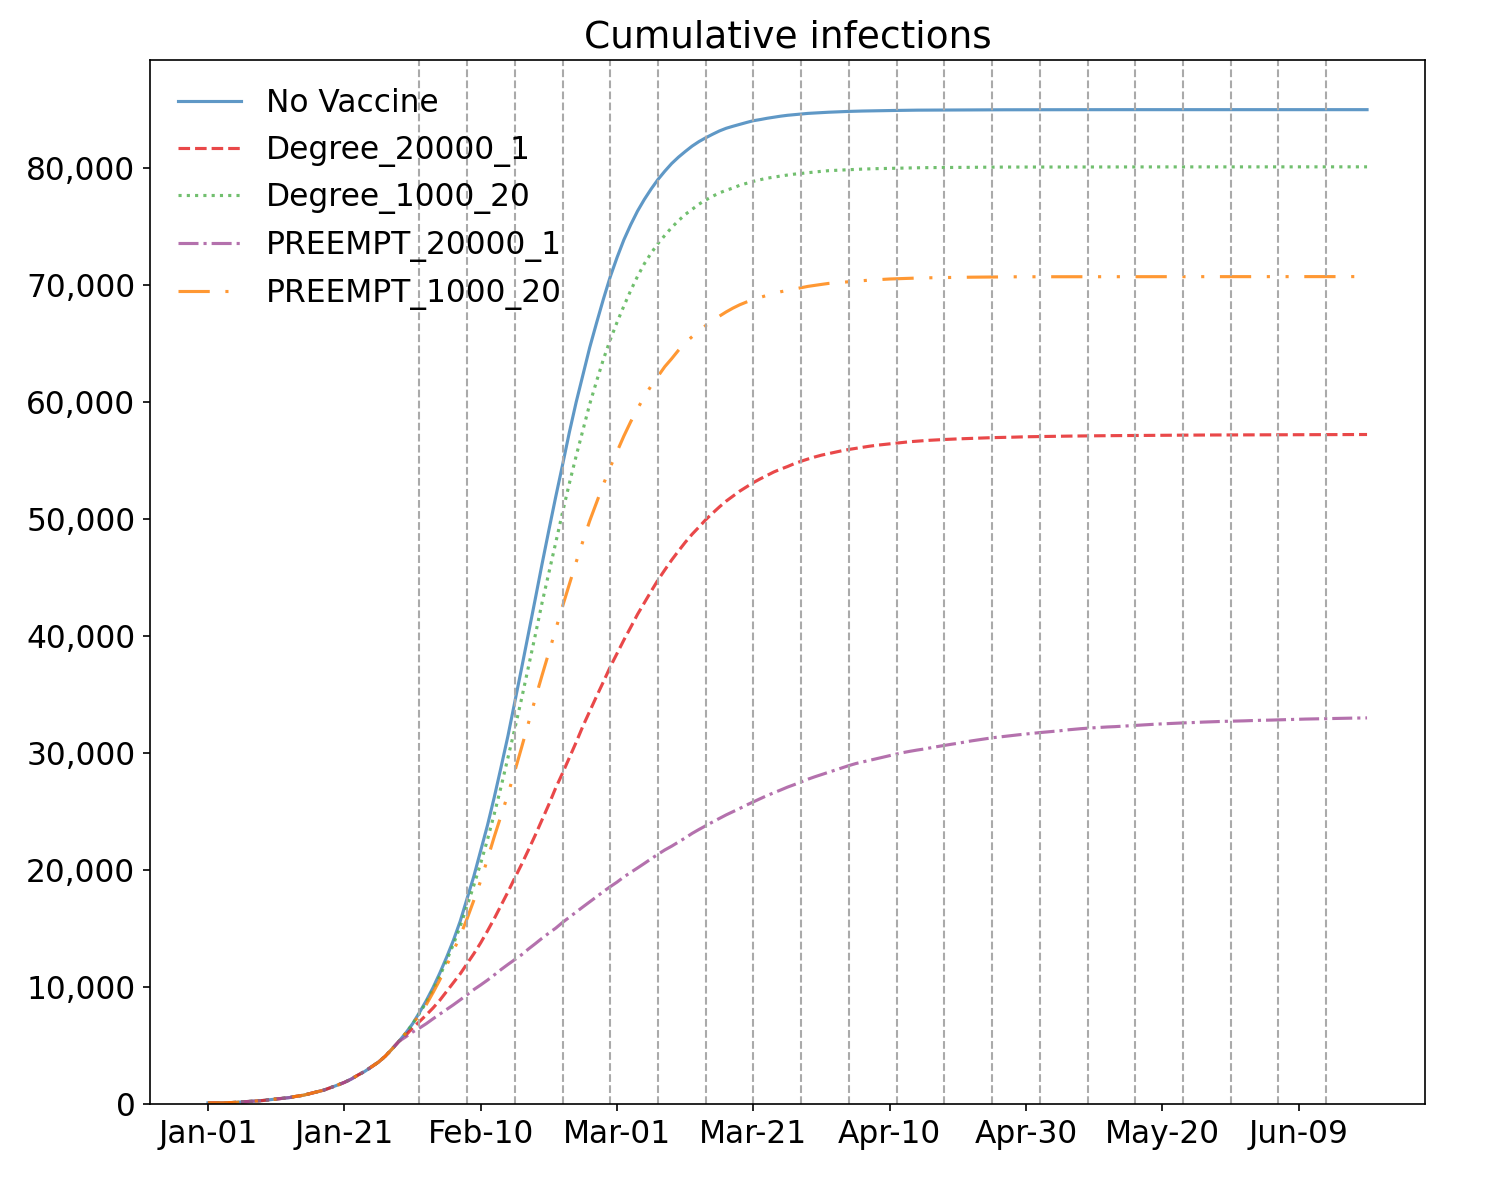 Cumulative infections
No Vaccine
Degree_20000_1
Degree_1000_20
PREEMPT_20000_1
PREEMPT_1000_20
80,000
70,000
60,000
50,000
40,000
30,000
20,000
10,000
0
Jan-01 Jan-21 Feb-10 Mar-01 Mar-21 Apr-10 Apr-30 May-20 Jun-09